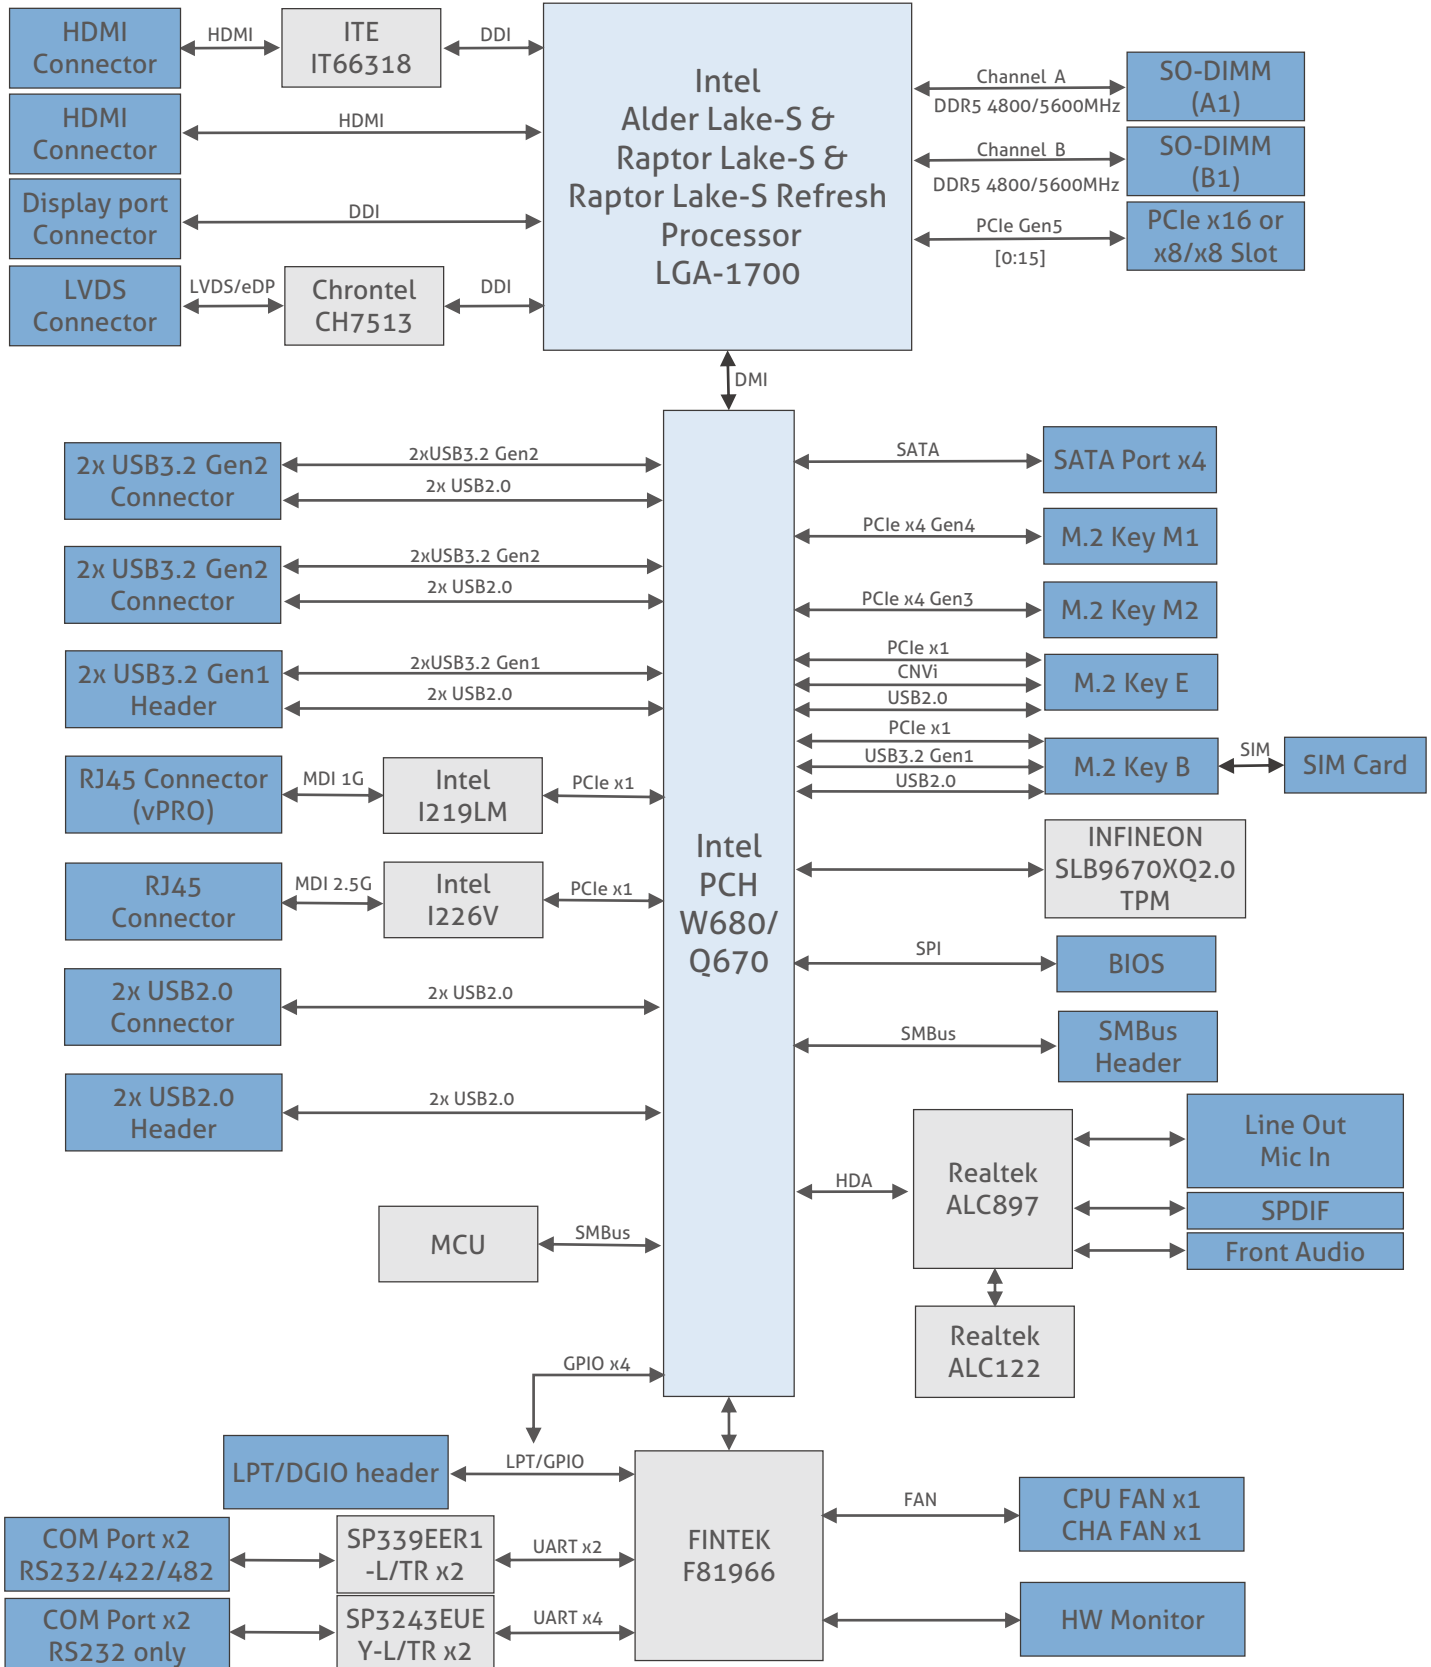 HDMI
Connector
HDMI
ITE
IT66318
DDI
HDMI
Connector
HDMI
Display port
Connector
DDI
LVDS
Connector
LVDS/eDP
Chrontel
CH7513
DDI
Intel
Alder Lake-S &
Raptor Lake-S &
Raptor Lake-S Refresh
Processor
LGA-1700
Channel A
DDR5 4800/5600MHz
SO-DIMM
(A1)
Channel B
DDR5 4800/5600MHz
SO-DIMM
(B1)
PCIe Gen5
[0:15]
PCIe x16 or
x8/x8 Slot
DMI
2x USB3.2 Gen2
Connector
2xUSB3.2 Gen2
2x USB2.0
2x USB3.2 Gen2
Connector
2xUSB3.2 Gen2
2x USB2.0
2x USB3.2 Gen1
Header
2xUSB3.2 Gen1
2x USB2.0
RJ45 Connector
(vPRO)
MDI 1G
Intel
I219LM
PCIe x1
RJ45
Connector
MDI 2.5G
Intel
I226V
PCIe x1
2x USB2.0
Connector
2x USB2.0
2x USB2.0
Header
2x USB2.0
MCU
SMBus
GPIO x4
Intel
PCH
W680/
Q670
SATA
SATA Port x4
PCIe x4 Gen4
M.2 Key M1
PCIe x4 Gen3
M.2 Key M2
PCIe x1
CNVi
USB2.0
M.2 Key E
PCIe x1
USB3.2 Gen1
USB2.0
M.2 Key B
SIM
SIM Card
INFINEON
SLB9670XQ2.0
TPM
SPI
BIOS
SMBus
SMBus
Header
HDA
Realtek
ALC897
Line Out
Mic In
SPDIF
Front Audio
Realtek
ALC122
LPT/DGIO header
LPT/GPIO
COM Port x2
RS232/422/482
SP339EER1
-L/TR x2
UART x2
COM Port x2
RS232 only
SP3243EUE
Y-L/TR x2
UART x4
FINTEK
F81966
FAN
CPU FAN x1
CHA FAN x1
HW Monitor